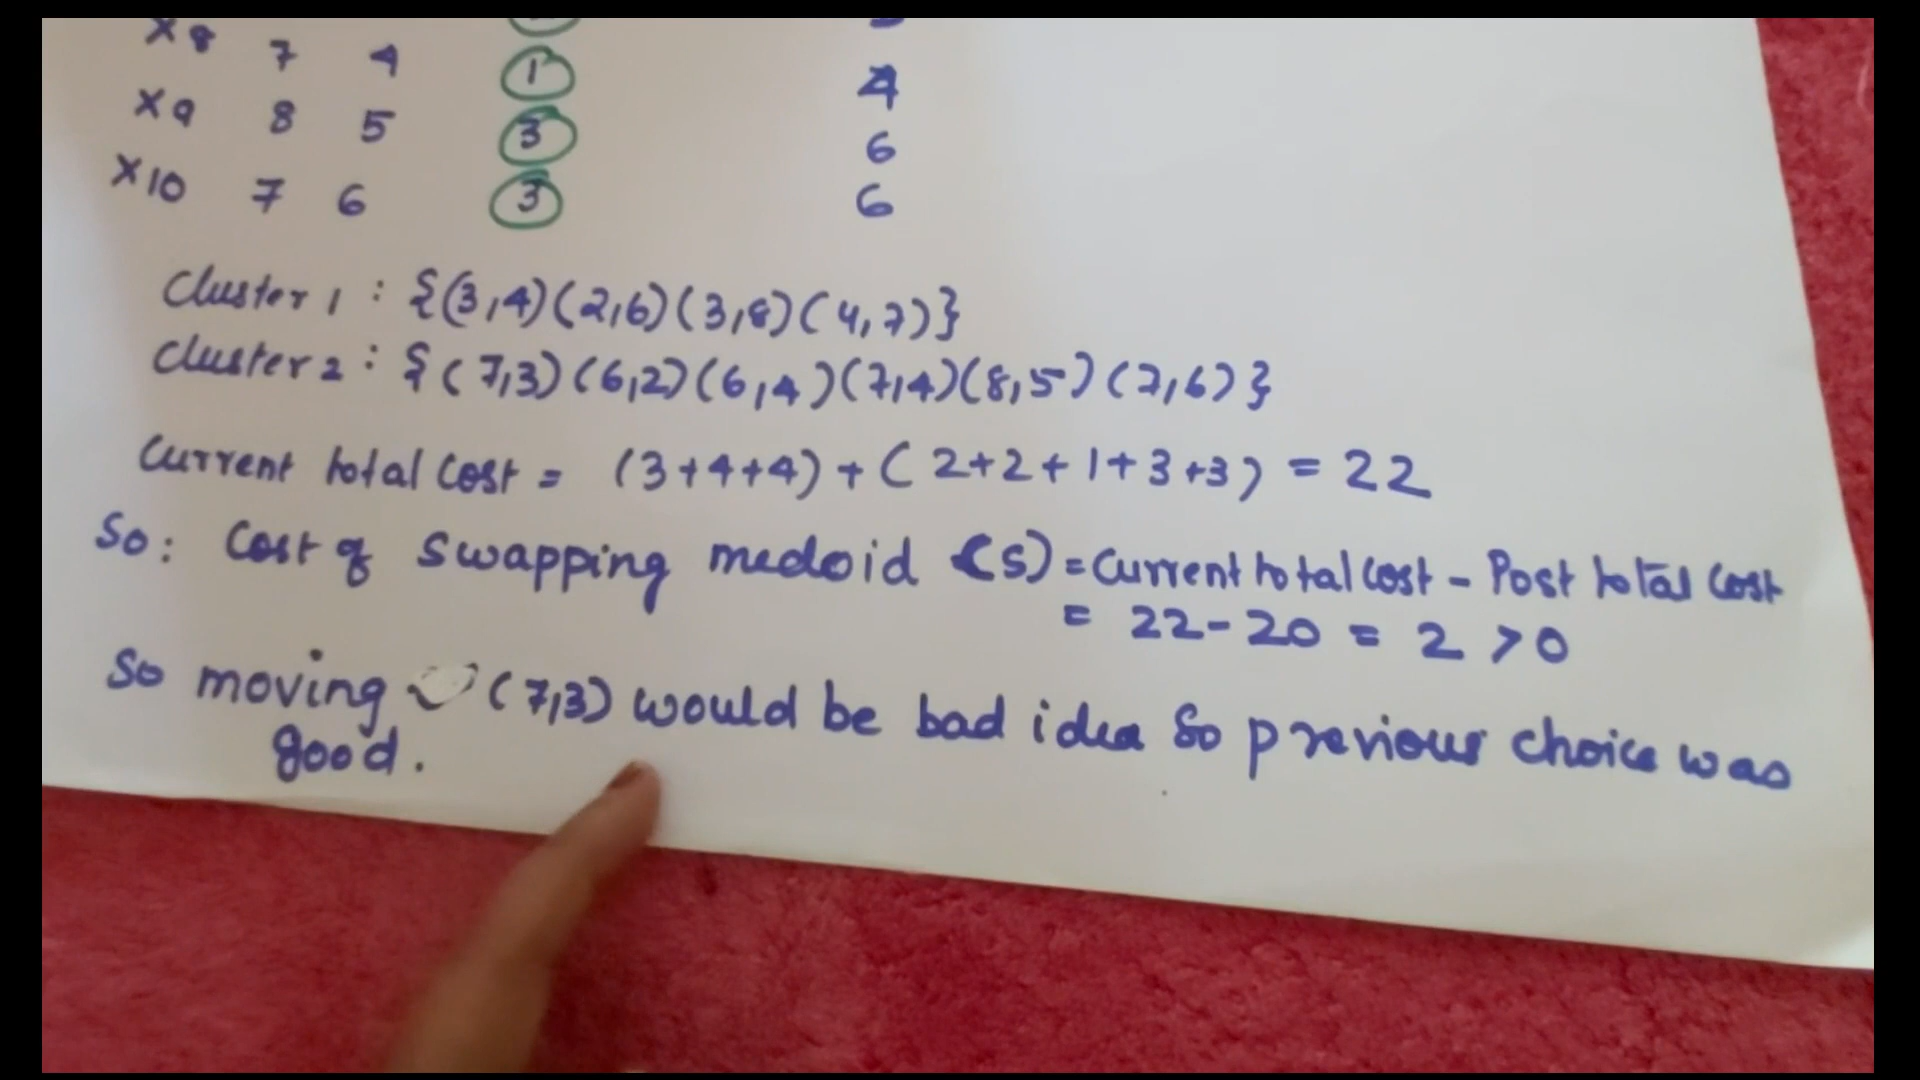 X8 7 4 1 4
X9 8 5 3 6
X10 7 6 3 6
Cluster 1 : {(3,4)(2,6)(3,8)(4,7)}
Cluster 2 : {(7,3)(6,2)(6,4)(7,4)(8,5)(7,6)}
Current total Cost = (3+4+4)+(2+2+1+3+3) = 22
So: Cost of swapping medoid (S) = Current total Cost - Post total Cost
= 22-20 = 2 > 0
So moving (7,3) would be bad idea So previous choice was
good.